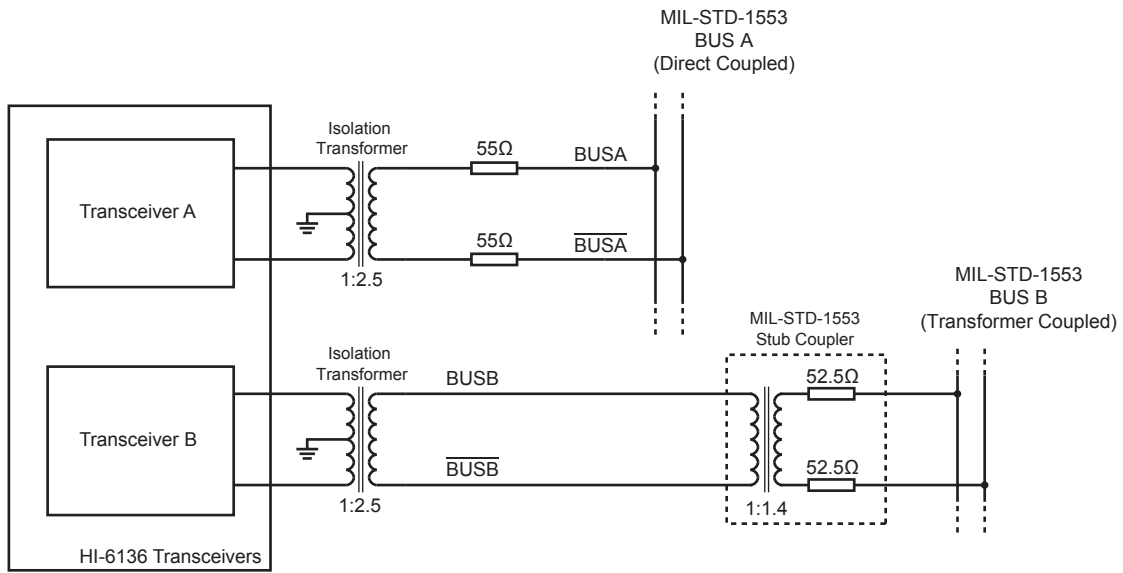 MIL-STD-1553
BUS A
(Direct Coupled)
Isolation
Transformer
55Ω
BUSA
Transceiver A
55Ω
B̅U̅S̅A̅
1:2.5
MIL-STD-1553
BUS B
(Transformer Coupled)
MIL-STD-1553
Stub Coupler
Isolation
Transformer
BUSB
52.5Ω
Transceiver B
B̅U̅S̅B̅
52.5Ω
1:2.5
1:1.4
HI-6136 Transceivers